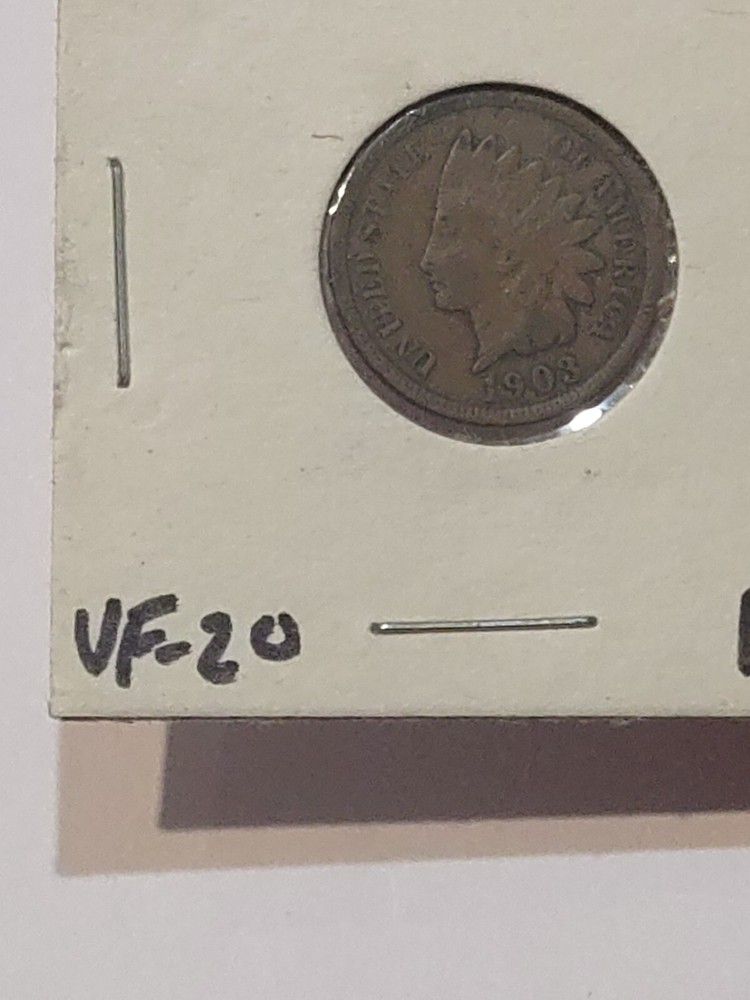 UNITED STATES OF AMERICA
1903
VF-20